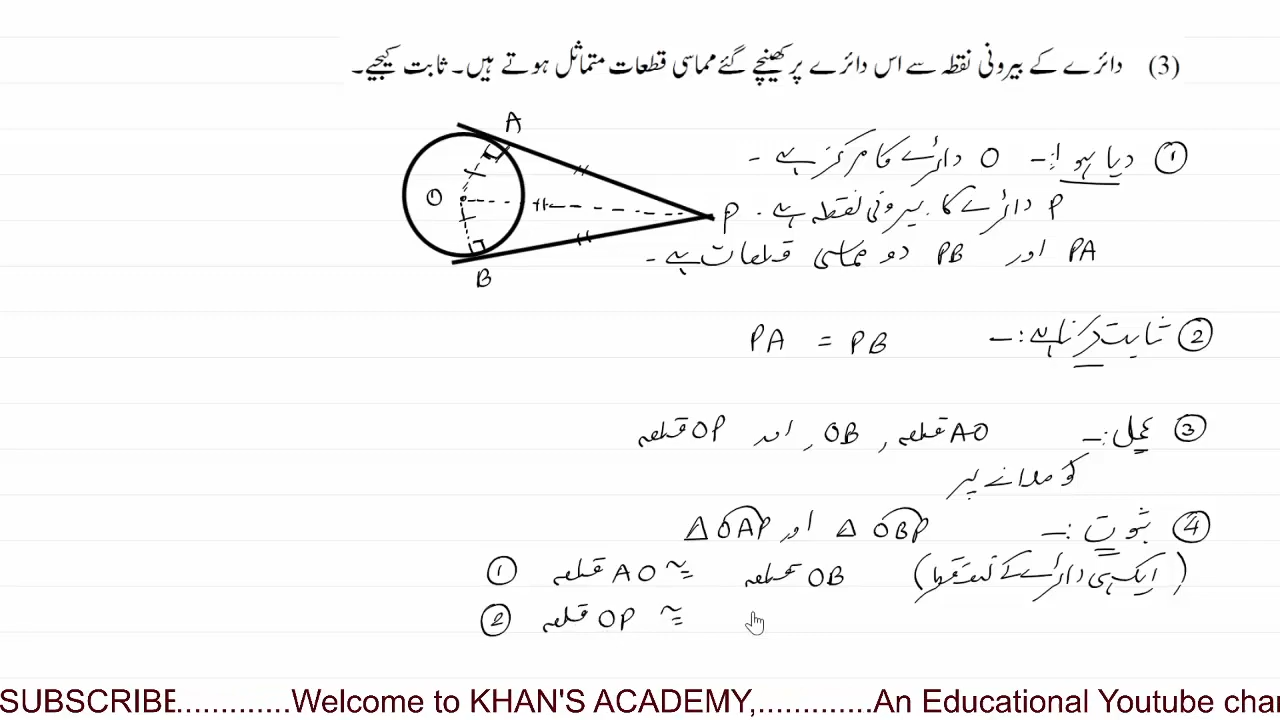 (3) دائرے کے بیرونی نقطہ سے اس دائرے پر کھینچے گئے مماسی قطعات متماثل ہوتے ہیں۔ ثابت کیجیے۔
A
O
P
B
① دیا ہوا :- O دائرے کا مرکز ہے -
P دائرے کا بیرونی نقطہ ہے -
PA اور PB دو مماسی قطعات ہے -
② ثابت کرنا ہے :- PA = PB
③ عمل :- AO قطعہ , OB , اور OP قطعہ
کو ملانے پر
④ ثبوت :- △ OBP اور △ OAP
① قطعہ AO ≅ قطعہ OB (ایک ہی دائرے کے نصف قطر)
② قطعہ OP ≅
SUBSCRIBE.............Welcome to KHAN'S ACADEMY,.............An Educational Youtube chan